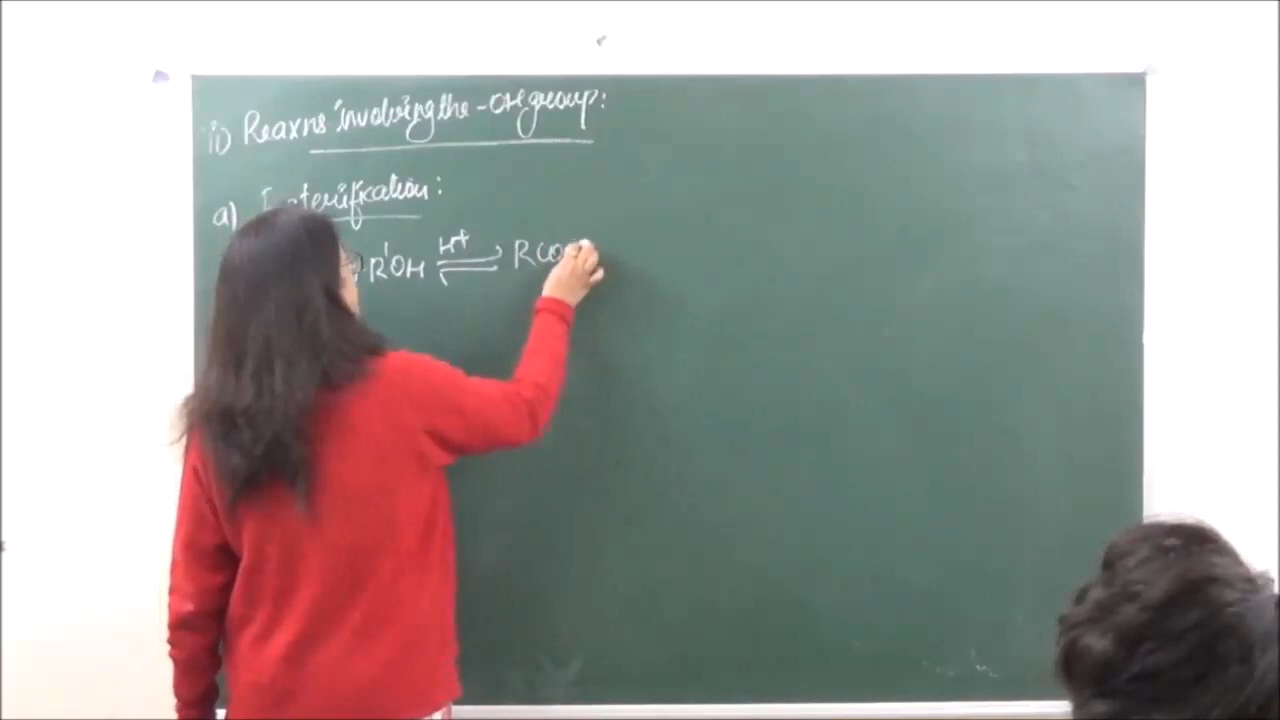 ii) Reaxns involving the -OH group:
a) Esterification:
R'OH ⇌ H+ RCO